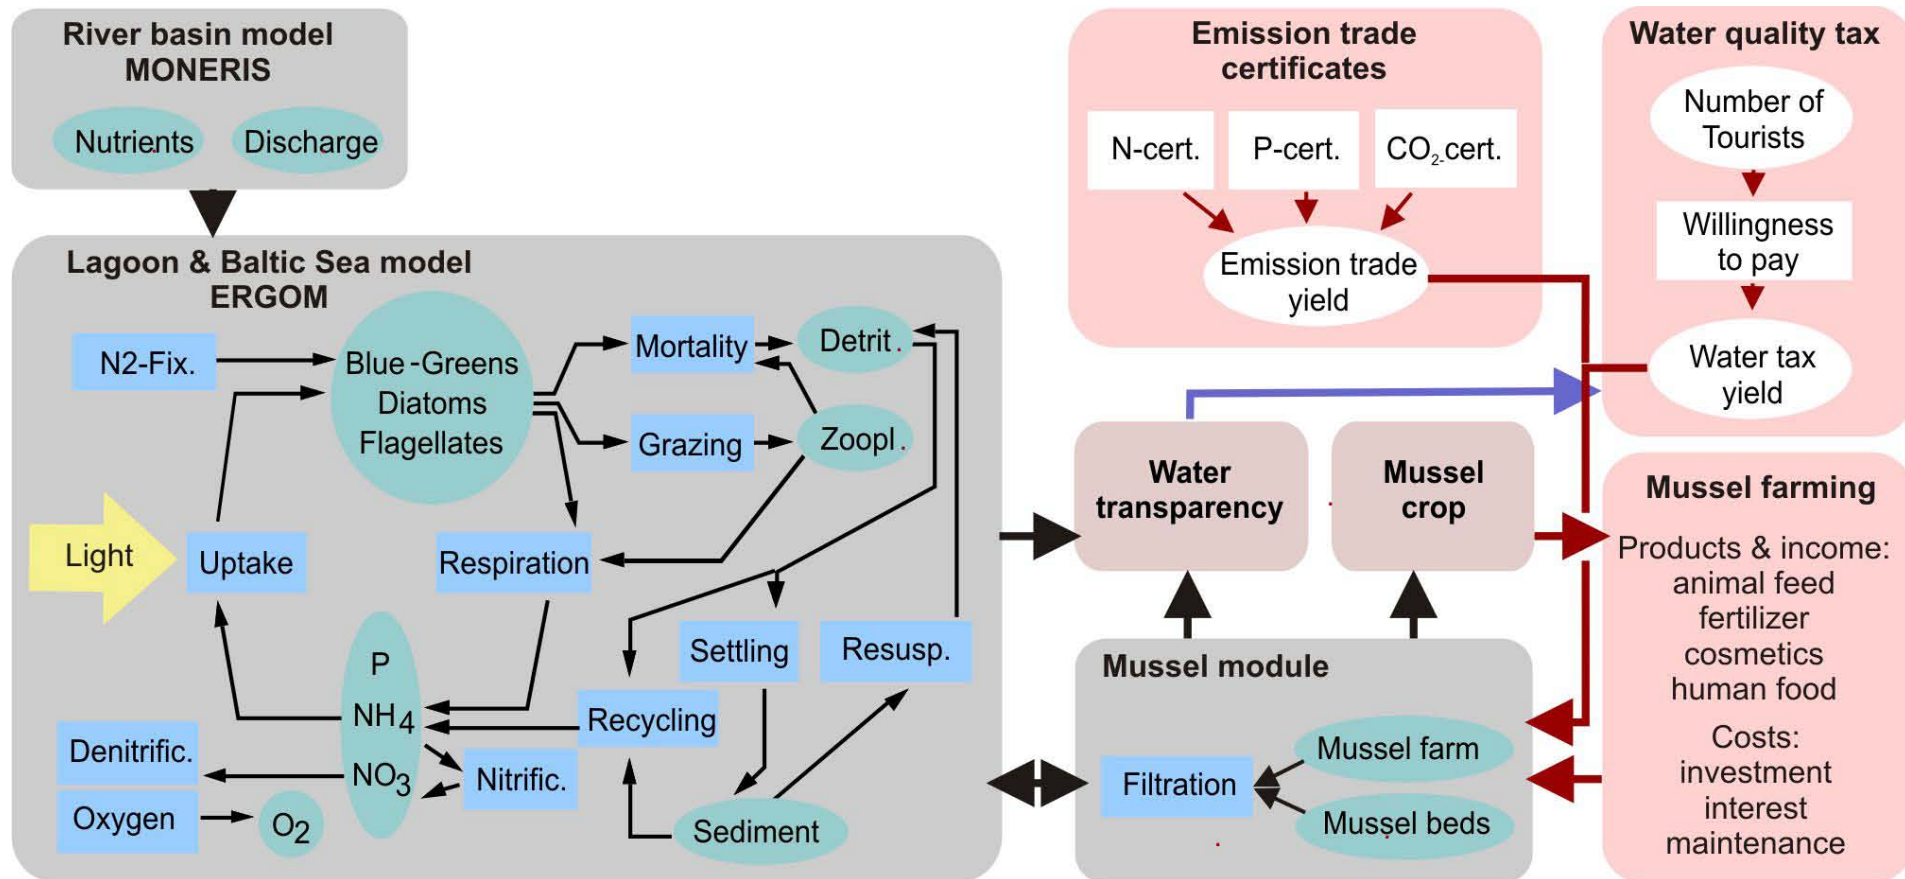 River basin model
MONERIS
Nutrients
Discharge
Lagoon & Baltic Sea model
ERGOM
N2-Fix.
Blue-Greens
Diatoms
Flagellates
Mortality
Detrit.
Grazing
Zoopl.
Light
Uptake
Respiration
P
NH4
NO3
Settling
Resusp.
Recycling
Denitrific.
Nitrific.
Oxygen
O2
Sediment
Emission trade
certificates
N-cert.
P-cert.
CO2-cert.
Emission trade
yield
Water quality tax
Number of
Tourists
Willingness
to pay
Water tax
yield
Water
transparency
Mussel
crop
Mussel farming
Products & income:
animal feed
fertilizer
cosmetics
human food
Costs:
investment
interest
maintenance
Mussel module
Filtration
Mussel farm
Mussel beds